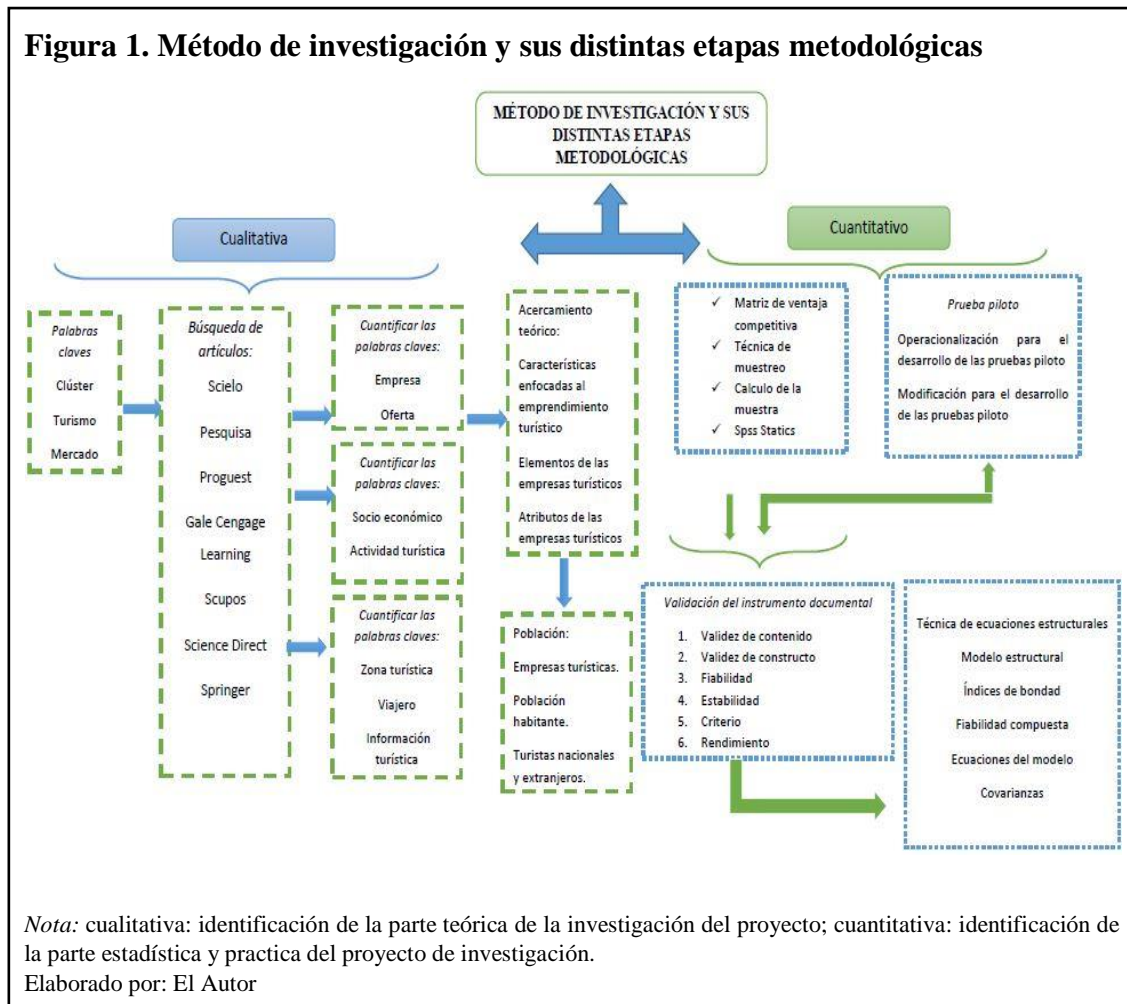 Figura 1. Método de investigación y sus distintas etapas metodológicas
MÉTODO DE INVESTIGACIÓN Y SUS
DISTINTAS ETAPAS
METODOLÓGICAS
Cualitativa
Palabras
claves
Clúster
Turismo
Mercado
Búsqueda de
artículos:
Scielo
Pesquisa
Proguest
Gale Cengage
Learning
Scupos
Science Direct
Springer
Cuantificar las
palabras claves:
Empresa
Oferta
Cuantificar las
palabras claves:
Socio económico
Actividad turística
Cuantificar las
palabras claves:
Zona turística
Viajero
Información
turística
Acercamiento
teórico:
Características
enfocadas al
emprendimiento
turístico
Elementos de las
empresas turísticos
Atributos de las
empresas turísticos
Población:
Empresas turísticas.
Población
habitante.
Turistas nacionales
y extranjeros.
Cuantitativo
✓ Matriz de ventaja
competitiva
✓ Técnica de
muestreo
✓ Calculo de la
muestra
✓ Spss Statics
Prueba piloto
Operacionalización para el
desarrollo de las pruebas piloto
Modificación para el desarrollo
de las pruebas piloto
Validación del instrumento documental
1. Validez de contenido
2. Validez de constructo
3. Fiabilidad
4. Estabilidad
5. Criterio
6. Rendimiento
Técnica de ecuaciones estructurales
Modelo estructural
Índices de bondad
Fiabilidad compuesta
Ecuaciones del modelo
Covarianzas
Nota: cualitativa: identificación de la parte teórica de la investigación del proyecto; cuantitativa: identificación de
la parte estadística y practica del proyecto de investigación.
Elaborado por: El Autor